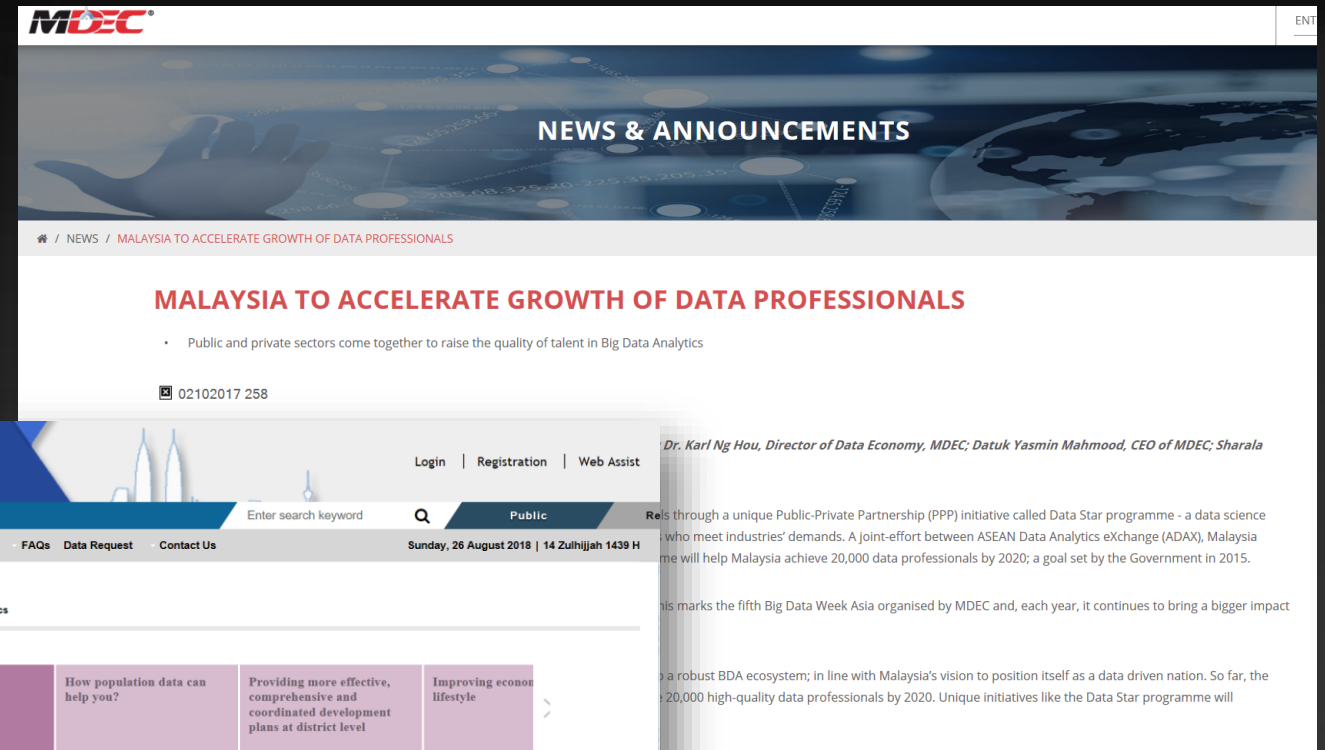 MDEC
ENT
NEWS & ANNOUNCEMENTS
/ NEWS / MALAYSIA TO ACCELERATE GROWTH OF DATA PROFESSIONALS
MALAYSIA TO ACCELERATE GROWTH OF DATA PROFESSIONALS
• Public and private sectors come together to raise the quality of talent in Big Data Analytics
02102017 258
Dr. Karl Ng Hou, Director of Data Economy, MDEC; Datuk Yasmin Mahmood, CEO of MDEC; Sharala
through a unique Public-Private Partnership (PPP) initiative called Data Star programme - a data science
who meet industries' demands. A joint-effort between ASEAN Data Analytics eXchange (ADAX), Malaysia
will help Malaysia achieve 20,000 data professionals by 2020; a goal set by the Government in 2015.
marks the fifth Big Data Week Asia organised by MDEC and, each year, it continues to bring a bigger impact
a robust BDA ecosystem; in line with Malaysia's vision to position itself as a data driven nation. So far, the
20,000 high-quality data professionals by 2020. Unique initiatives like the Data Star programme will
Login | Registration | Web Assist
Enter search keyword
Public
FAQs Data Request Contact Us
Sunday, 26 August 2018 | 14 Zulhijjah 1439 H
How population data can
help you?
Providing more effective,
comprehensive and
coordinated development
plans at district level
Improving econom
lifestyle